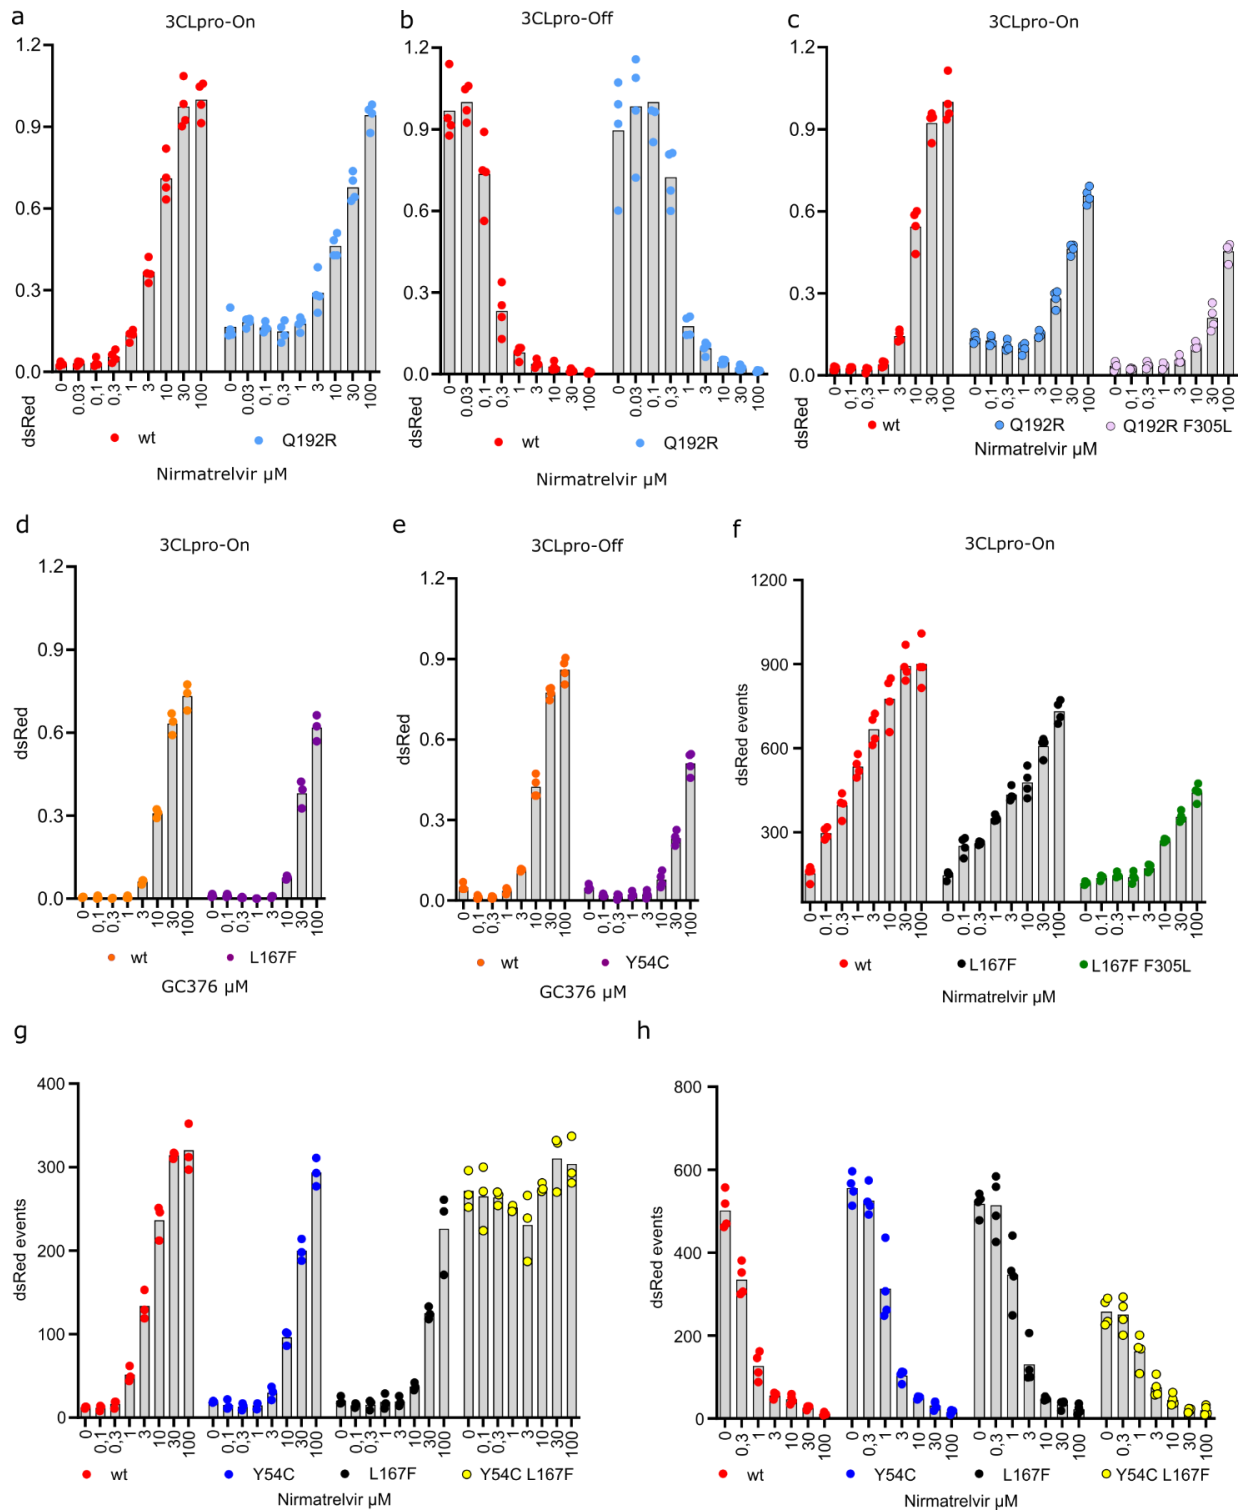 a
3CLpro-On
1.2
0.9
0.6
0.3
0.0
dsRed
0 0.03 0,1 0,3 1 3 10 30 100
0 0.03 0,1 0,3 1 3 10 30 100
wt Q192R
Nirmatrelvir µM
b
3CLpro-Off
1.2
0.9
0.6
0.3
0.0
dsRed
0 0.03 0,1 0,3 1 3 10 30 100
0 0.03 0,1 0,3 1 3 10 30 100
wt Q192R
Nirmatrelvir µM
c
3CLpro-On
1.2
0.9
0.6
0.3
0.0
dsRed
0 0,1 0,3 1 3 10 30 100
0 0,1 0,3 1 3 10 30 100
0 0,1 0,3 1 3 10 30 100
wt Q192R Q192R F305L
Nirmatrelvir µM
d
3CLpro-On
1.2
0.9
0.6
0.3
0.0
dsRed
0 0,1 0,3 1 3 10 30 100
0 0,1 0,3 1 3 10 30 100
wt L167F
GC376 µM
e
3CLpro-Off
1.2
0.9
0.6
0.3
0.0
dsRed
0 0,1 0,3 1 3 10 30 100
0 0,1 0,3 1 3 10 30 100
wt Y54C
GC376 µM
f
3CLpro-On
1200
900
600
300
dsRed events
0 0.1 0.3 1 3 10 30 100
0 0.1 0.3 1 3 10 30 100
0 0.1 0.3 1 3 10 30 100
wt L167F L167F F305L
Nirmatrelvir µM
g
400
300
200
100
0
dsRed events
0 0,1 0,3 1 3 10 30 100
0 0,1 0,3 1 3 10 30 100
0 0,1 0,3 1 3 10 30 100
0 0,1 0,3 1 3 10 30 100
wt Y54C L167F Y54C L167F
Nirmatrelvir µM
h
800
600
400
200
0
dsRed events
0 0,3 1 3 10 30 100
0 0,3 1 3 10 30 100
0 0,3 1 3 10 30 100
0 0,3 1 3 10 30 100
wt Y54C L167F Y54C L167F
Nirmatrelvir µM